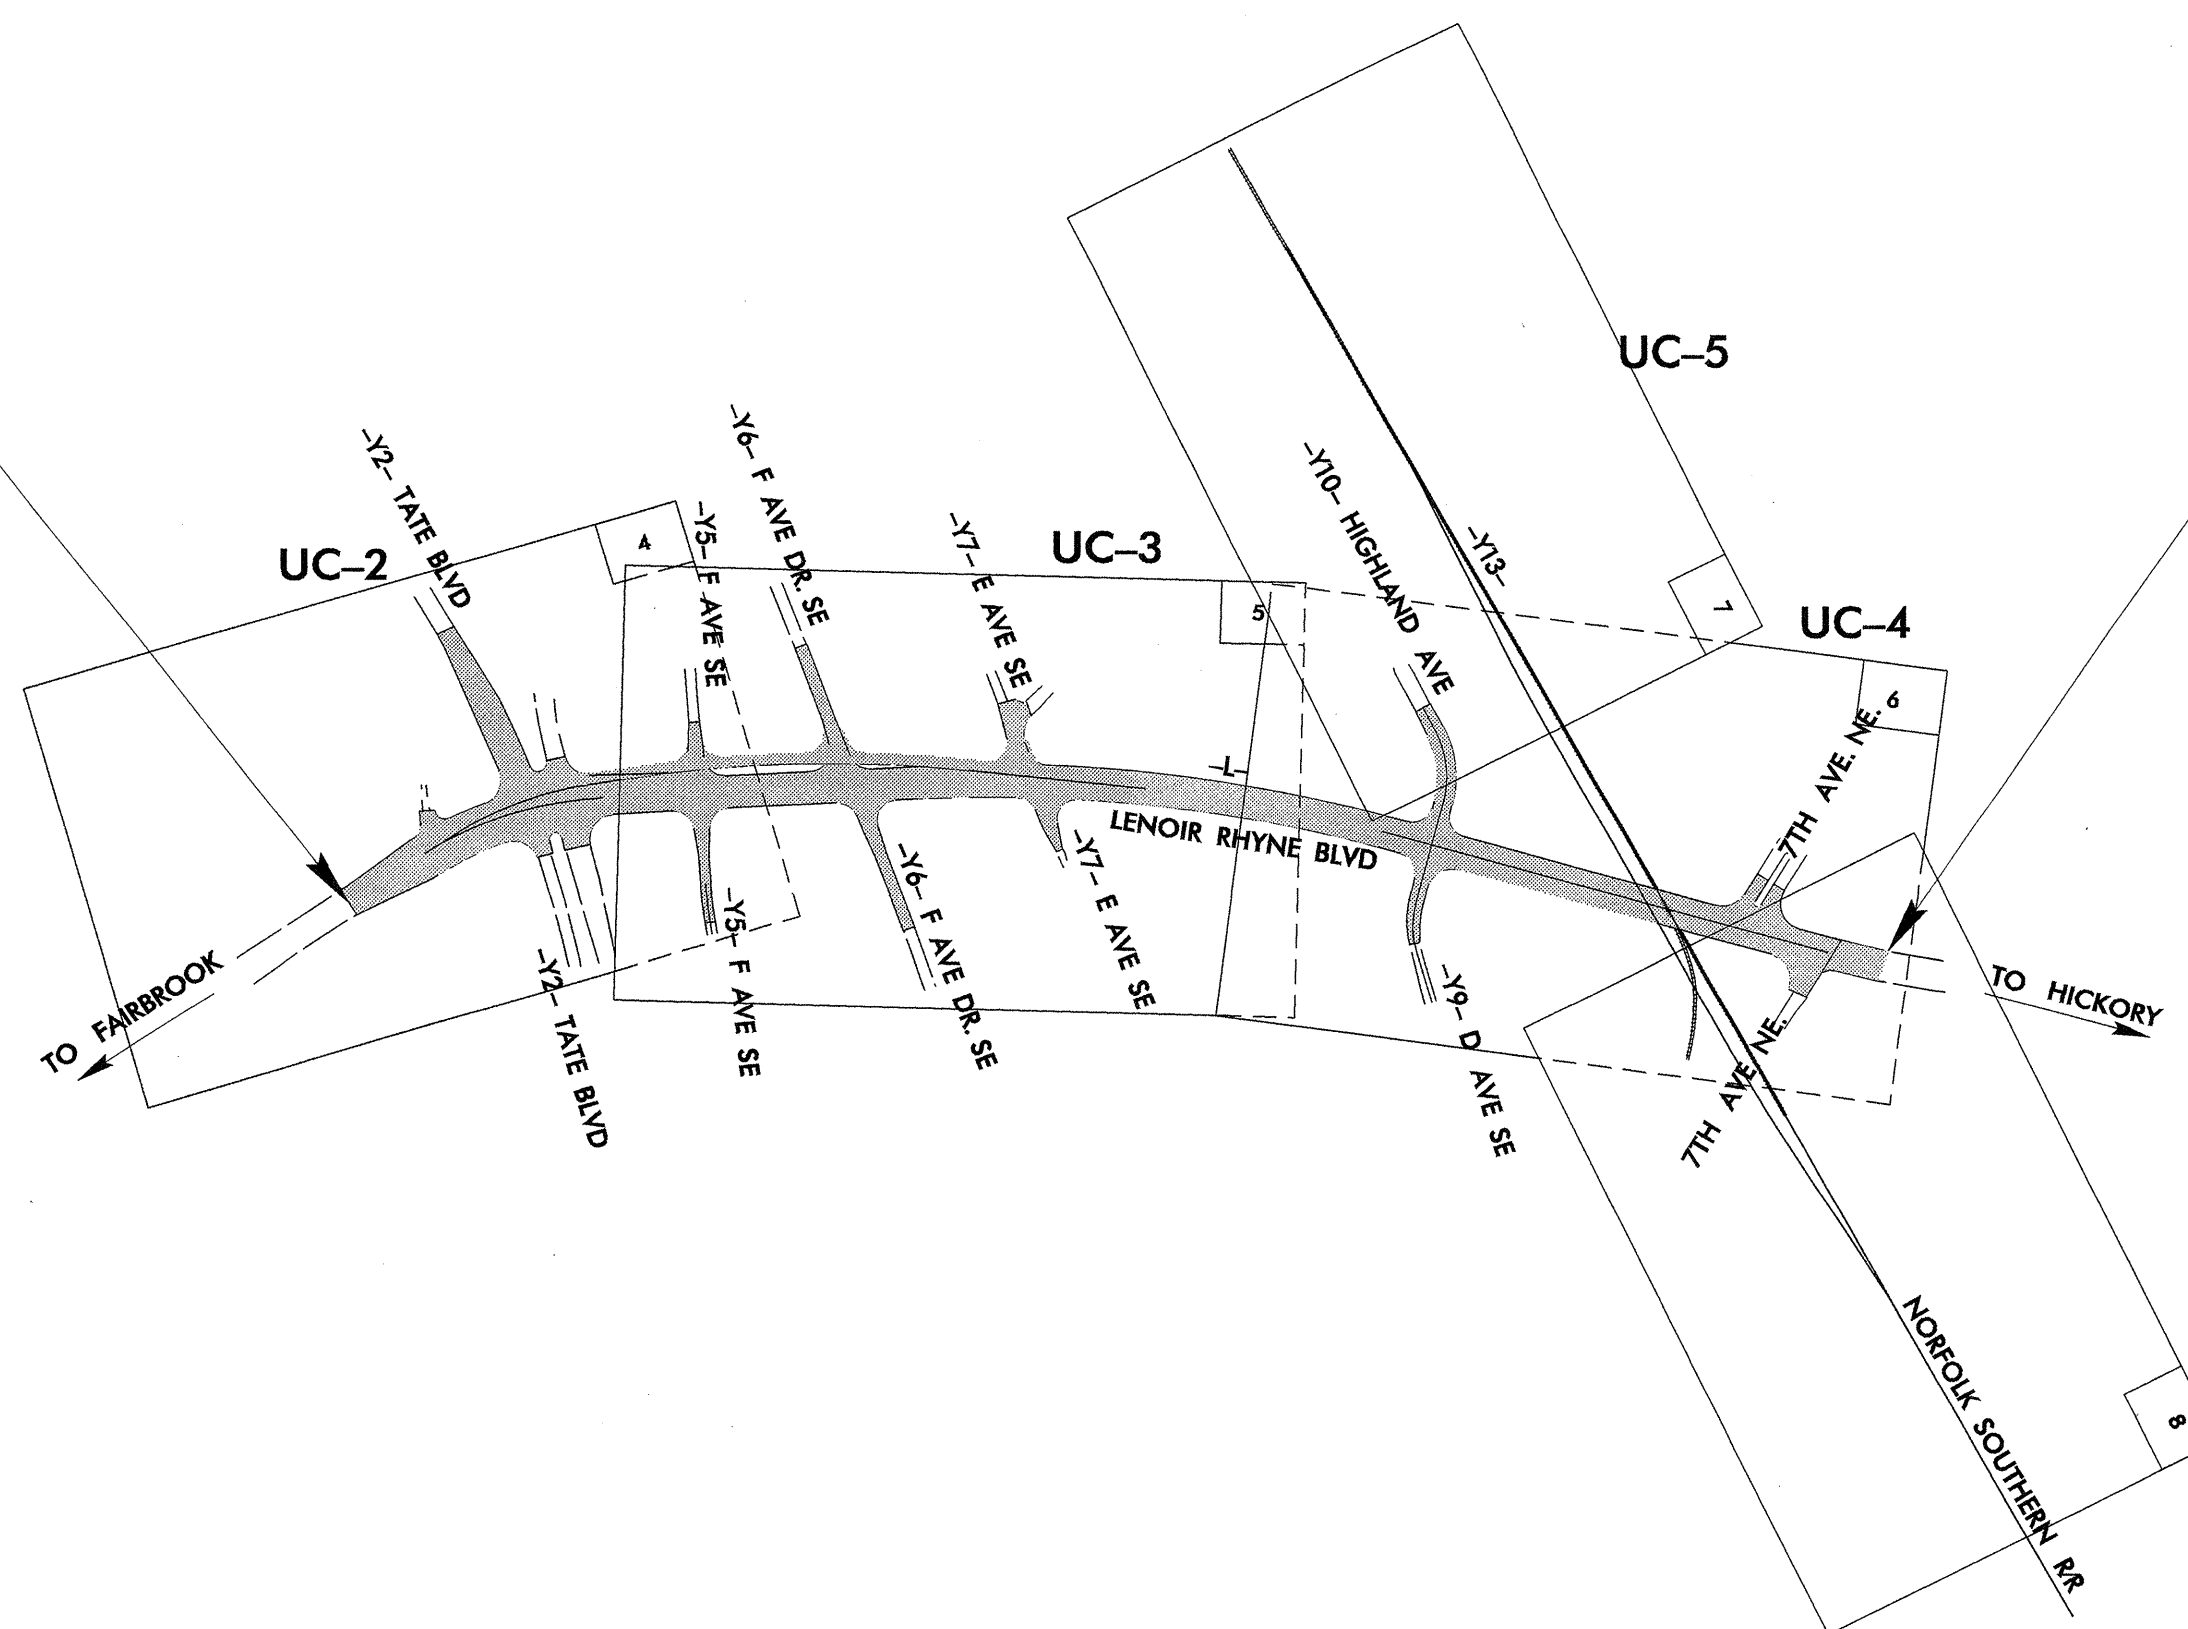 UC–5
–Y2– TATE BLVD
–Y6– F AVE DR. SE
–Y10– HIGHLAND AVE
–Y5– F AVE SE
–Y7– E AVE SE
–Y13–
UC–2
4
UC–3
5
7
UC–4
6
7TH AVE. NE.
–L–
LENOIR RHYNE BLVD
–Y7– E AVE SE
–Y6– F AVE DR. SE
–Y5– F AVE SE
–Y2– TATE BLVD
–Y9– D AVE SE
TO FAIRBROOK
TO HICKORY
7TH AVE NE.
NORFOLK SOUTHERN R/R
8